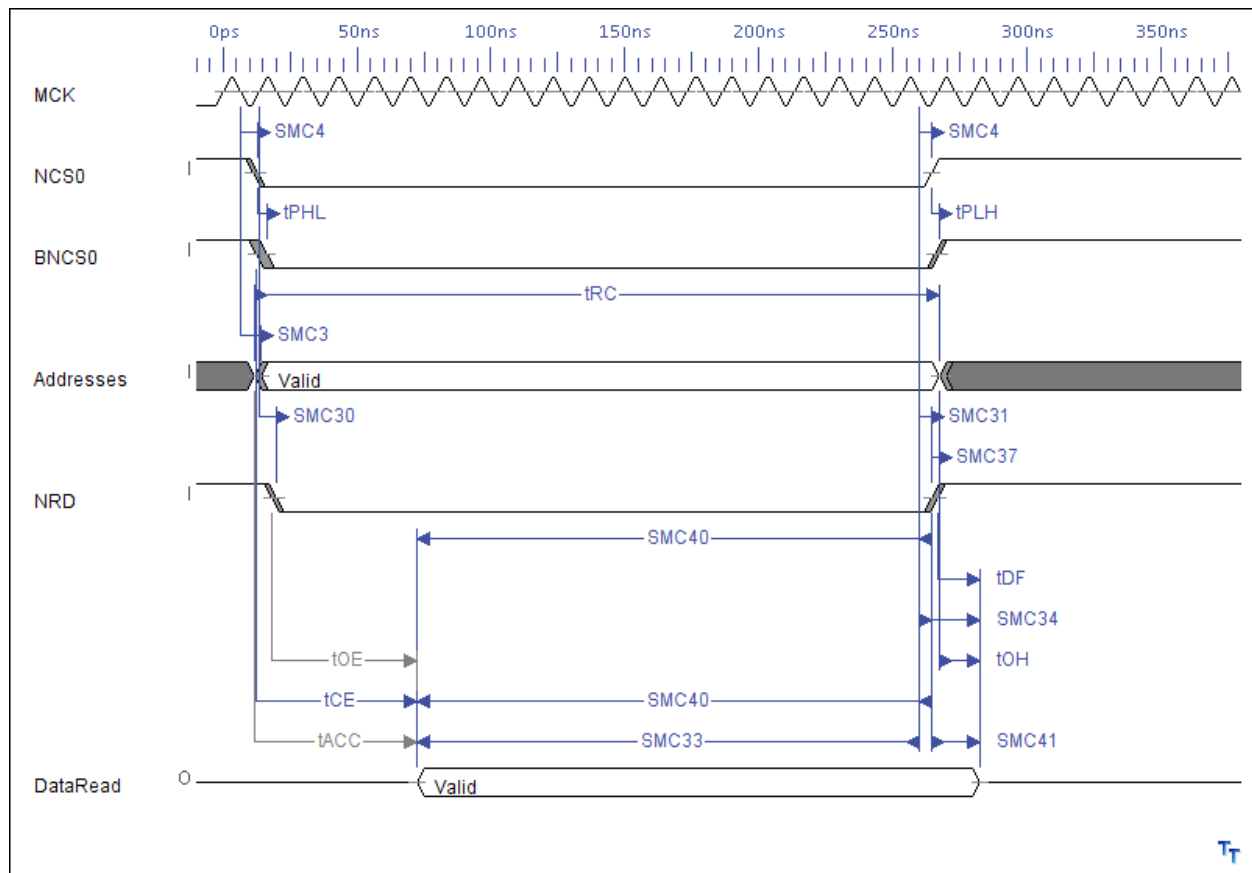 0ps 50ns 100ns 150ns 200ns 250ns 300ns 350ns
MCK
SMC4 SMC4
NCS0
tPHL tPLH
BNCS0
tRC
SMC3
Addresses Valid
SMC30 SMC31
SMC37
NRD
SMC40
tDF
SMC34
tOE tOH
tCE SMC40
tACC SMC33 SMC41
DataRead O Valid
TT